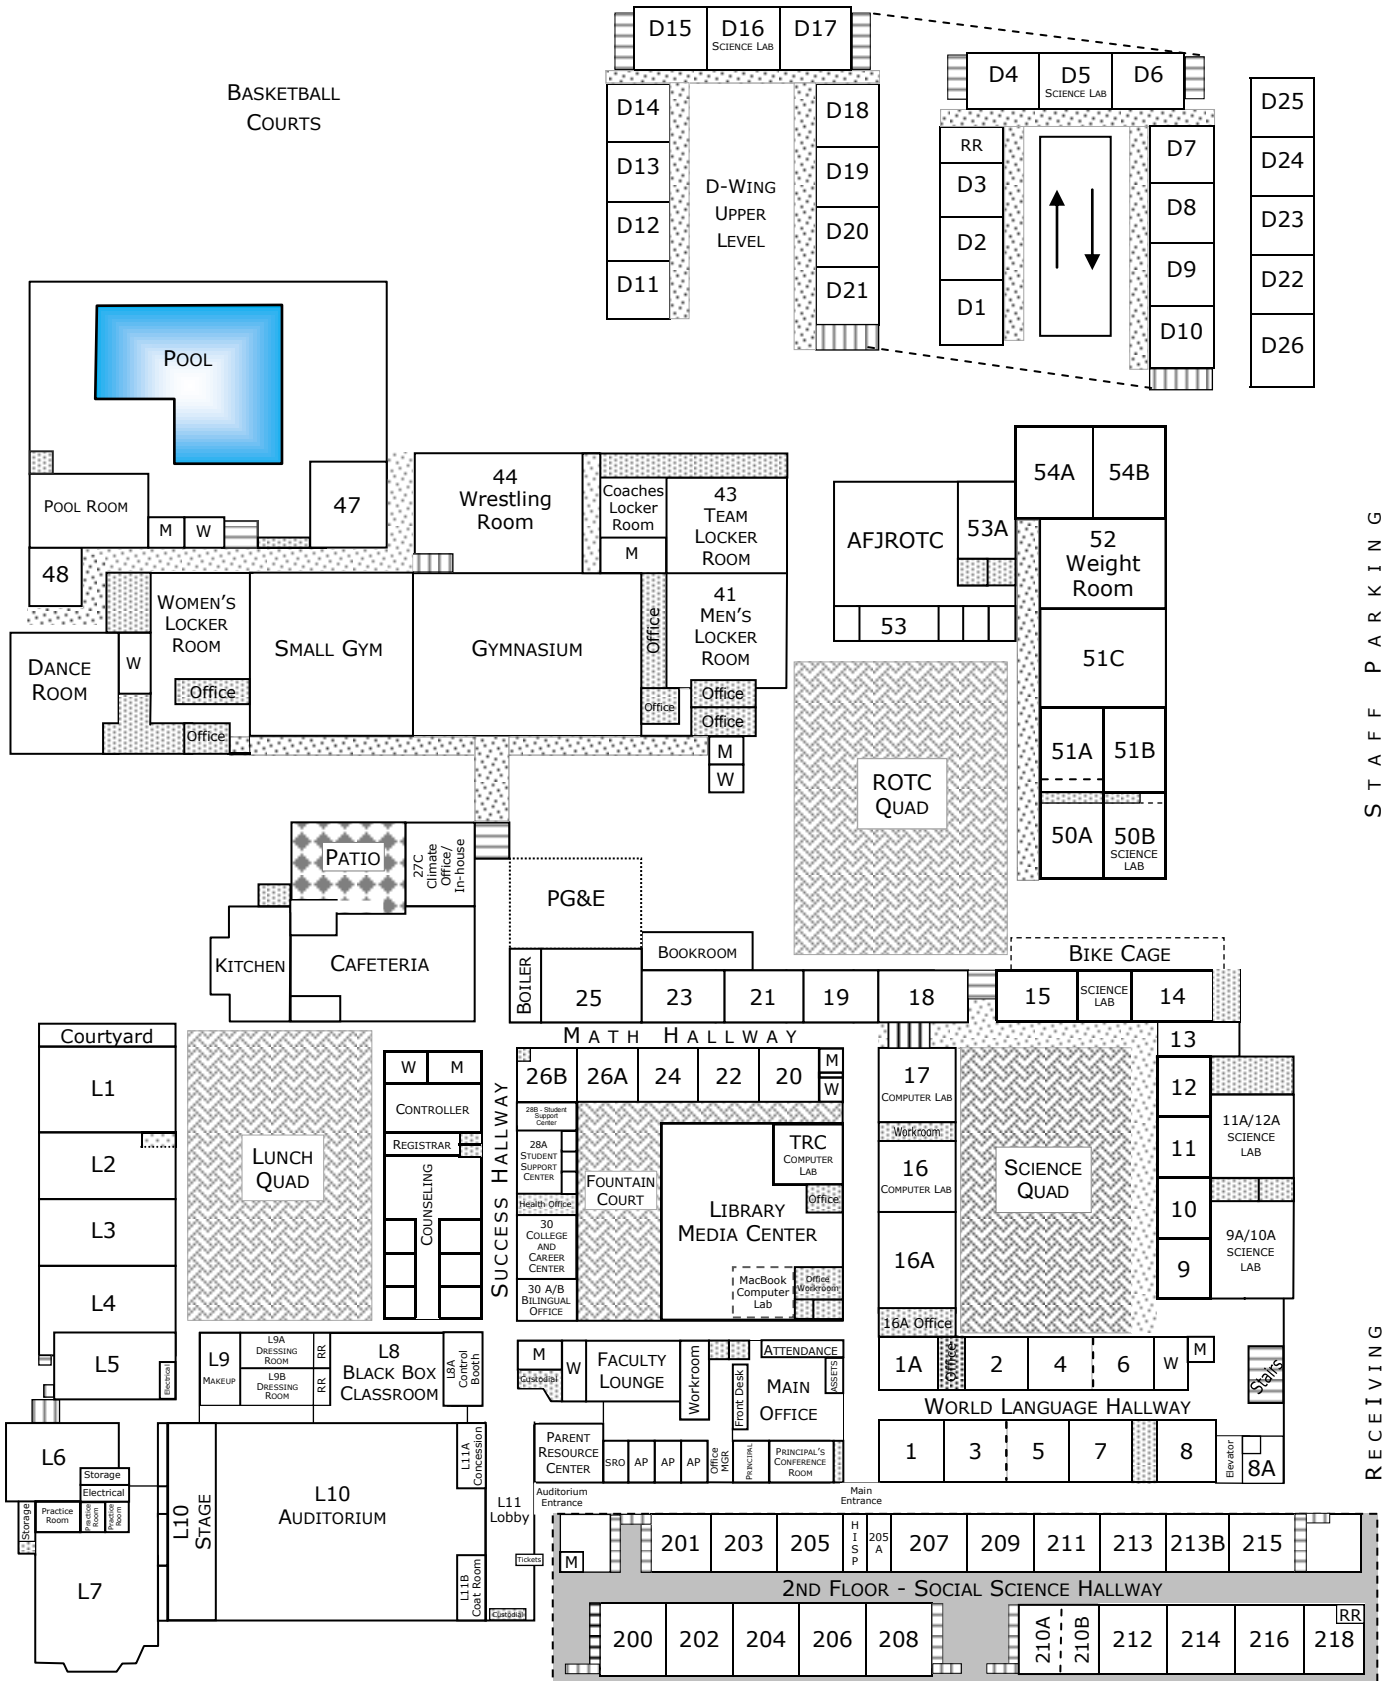 D15
D16
SCIENCE LAB
D17
D4
D5
SCIENCE LAB
D6
BASKETBALL
COURTS
D14
D13
D12
D11
D-WING
UPPER
LEVEL
D18
D19
D20
D21
RR
D3
D2
D1
D7
D8
D9
D10
D25
D24
D23
D22
D26
POOL
POOL ROOM
M
W
47
48
44
Wrestling
Room
Coaches
Locker
Room
M
43
TEAM
LOCKER
ROOM
WOMEN'S
LOCKER
ROOM
Office
Office
DANCE
ROOM
W
SMALL GYM
GYMNASIUM
Office
41
MEN'S
LOCKER
ROOM
Office
Office
Office
M
W
AFJROTC
53A
53
54A
54B
52
Weight
Room
51C
51A
51B
50A
50B
SCIENCE
LAB
STAFF PARKING
ROTC
QUAD
PATIO
27C
Climate
Office/
In-house
KITCHEN
CAFETERIA
PG&E
BOOKROOM
BOILER
25
23
21
19
18
BIKE CAGE
15
SCIENCE
LAB
14
13
MATH HALLWAY
Courtyard
L1
L2
L3
L4
L5
Electrical
LUNCH
QUAD
W
M
CONTROLLER
REGISTRAR
COUNSELING
SUCCESS HALLWAY
26B
26A
24
22
20
M
W
28B - Student
Support
Center
28A
STUDENT
SUPPORT
CENTER
Health Office
30
COLLEGE
AND
CAREER
CENTER
30 A/B
BILINGUAL
OFFICE
FOUNTAIN
COURT
TRC
COMPUTER
LAB
Office
LIBRARY
MEDIA CENTER
MacBook
Computer
Lab
Office
Workroom
17
COMPUTER LAB
Workroom
16
COMPUTER LAB
16A
16A Office
SCIENCE
QUAD
12
11
10
9
11A/12A
SCIENCE
LAB
9A/10A
SCIENCE
LAB
L9
MAKEUP
L9A
DRESSING
ROOM
L9B
DRESSING
ROOM
RR
RR
L8
BLACK BOX
CLASSROOM
L8A
Control
Booth
M
Custodial
W
FACULTY
LOUNGE
Workroom
ATTENDANCE
ASSETS
Front Desk
MAIN
OFFICE
1A
Office
2
4
6
W
M
Stairs
WORLD LANGUAGE HALLWAY
1
3
5
7
8
Elevator
8A
RECEIVING
L6
Storage
Electrical
Practice
Room
Practice
Room
Practice
Room
Storage
L7
L10
STAGE
L10
AUDITORIUM
L11A
Concession
L11B
Coat Room
L11
Lobby
Tickets
Custodial
PARENT
RESOURCE
CENTER
SRO
AP
AP
AP
Office
MGR
PRINCIPAL
PRINCIPAL'S
CONFERENCE
ROOM
Auditorium
Entrance
Main
Entrance
M
201
203
205
H
I
S
P
205
A
207
209
211
213
213B
215
2ND FLOOR - SOCIAL SCIENCE HALLWAY
200
202
204
206
208
210A
210B
212
214
216
218
RR